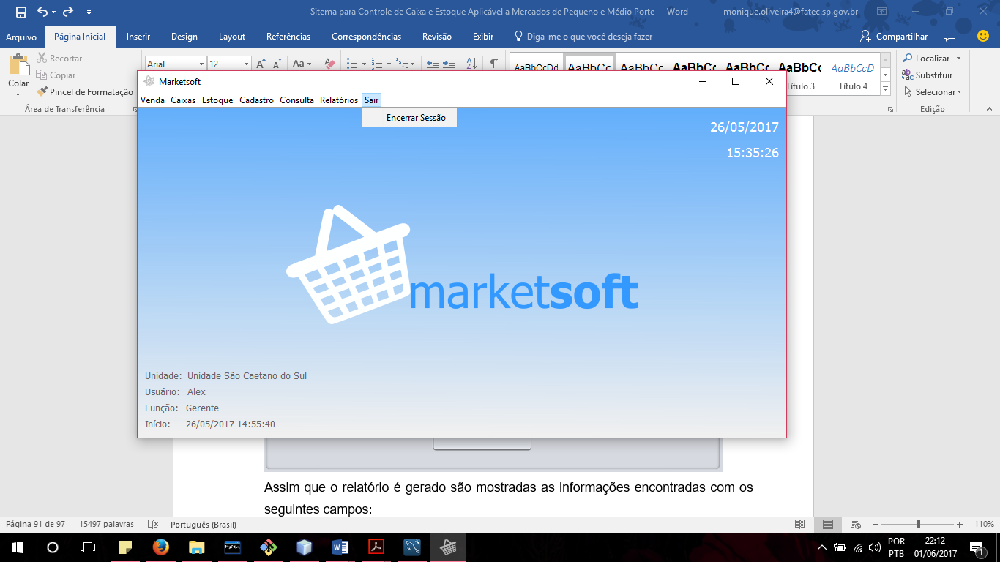 Sitema para Controle de Caixa e Estoque Aplicável a Mercados de Pequeno e Médio Porte - Word
monique.oliveira4@fatec.sp.gov.br
Arquivo Página Inicial Inserir Design Layout Referências Correspondências Revisão Exibir Diga-me o que você deseja fazer Compartilhar
Recortar
Copiar
Pincel de Formatação
Colar
Área de Transferência
Arial 12
AaBbCcDd AaBbCc AaBbCc AaBbCc AaBbCc AaBbCc AaBbCcD
Título 3 Título 4
Localizar
Substituir
Selecionar
Edição
Marketsoft
Venda Caixas Estoque Cadastro Consulta Relatórios Sair
Encerrar Sessão
26/05/2017
15:35:26
marketsoft
Unidade: Unidade São Caetano do Sul
Usuário: Alex
Função: Gerente
Início: 26/05/2017 14:55:40
Assim que o relatório é gerado são mostradas as informações encontradas com os
seguintes campos:
Página 91 de 97 15497 palavras Português (Brasil) 110%
MySQL
POR
PTB
22:12
01/06/2017
1